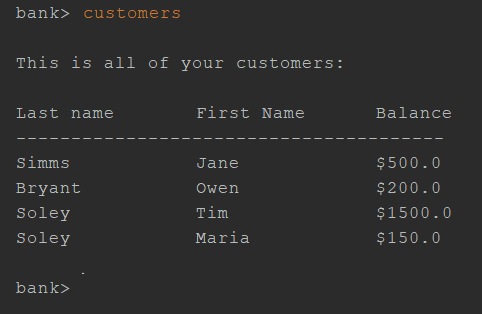 bank> customers
This is all of your customers:
Last name First Name Balance
---------------------------------------
Simms Jane $500.0
Bryant Owen $200.0
Soley Tim $1500.0
Soley Maria $150.0
bank>